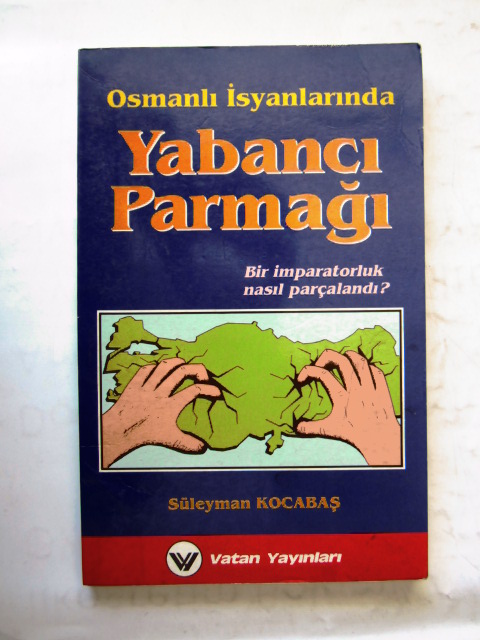 Osmanlı İsyanlarında
Yabancı
Parmağı
Bir imparatorluk
nasıl parçalandı?
Süleyman KOCABAŞ
Vatan Yayınları